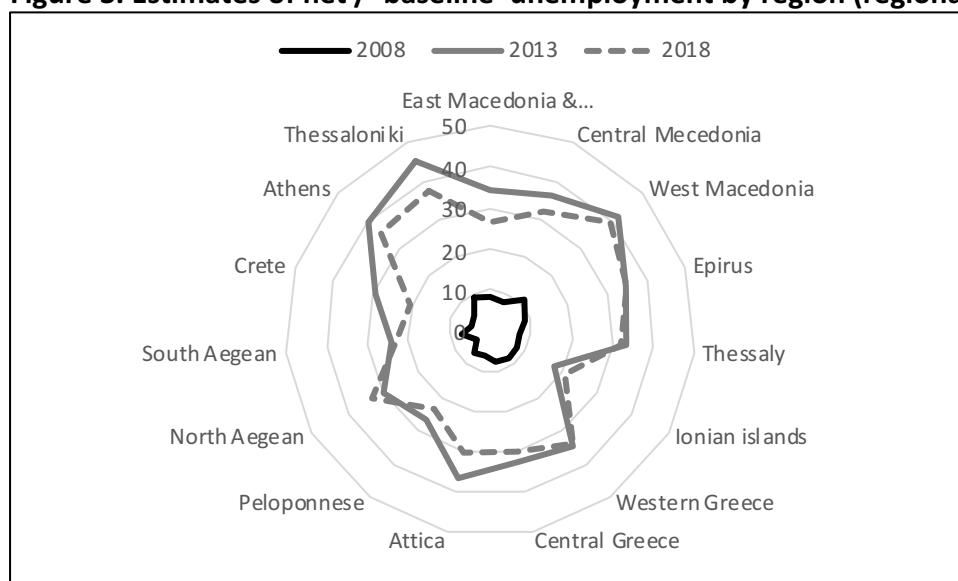 Figure 3: Estimates of net / "baseline" unemployment by region (regiona
2008 2013 2018
East Macedonia &...
Thessaloniki Central Mecedonia
Athens West Macedonia
Crete Epirus
South Aegean Thessaly
North Aegean Ionian islands
Peloponnese Western Greece
Attica Central Greece
50
40
30
20
10
0